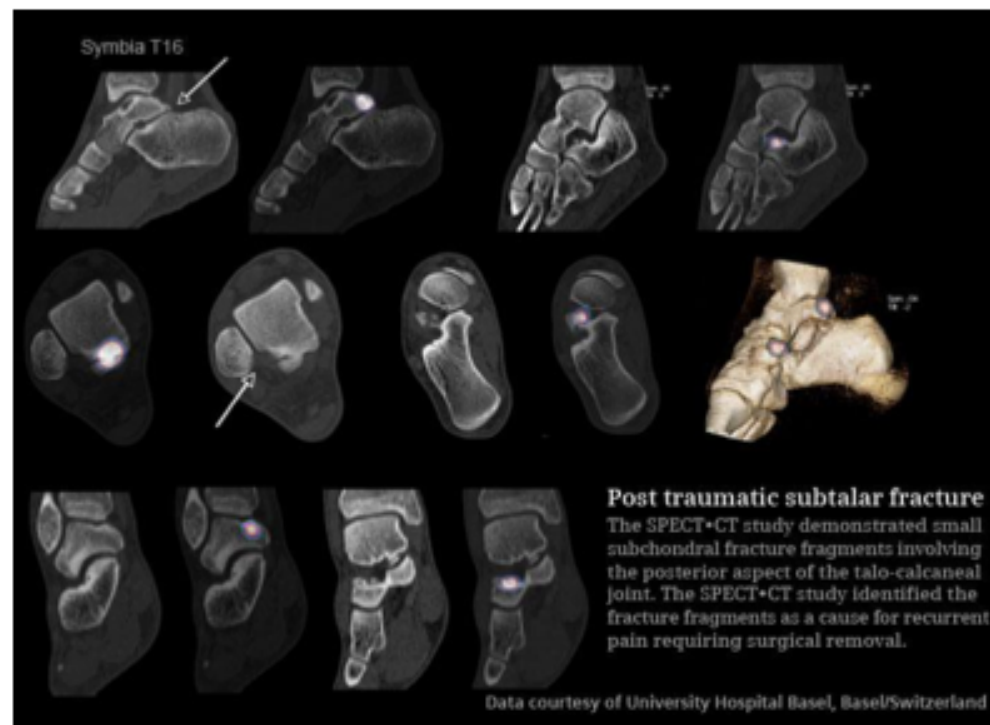 Symbia T16
Post traumatic subtalar fracture
The SPECT•CT study demonstrated small
subchondral fracture fragments involving
the posterior aspect of the talo-calcaneal
joint. The SPECT•CT study identified the
fracture fragments as a cause for recurrent
pain requiring surgical removal.
Data courtesy of University Hospital Basel, Basel/Switzerland